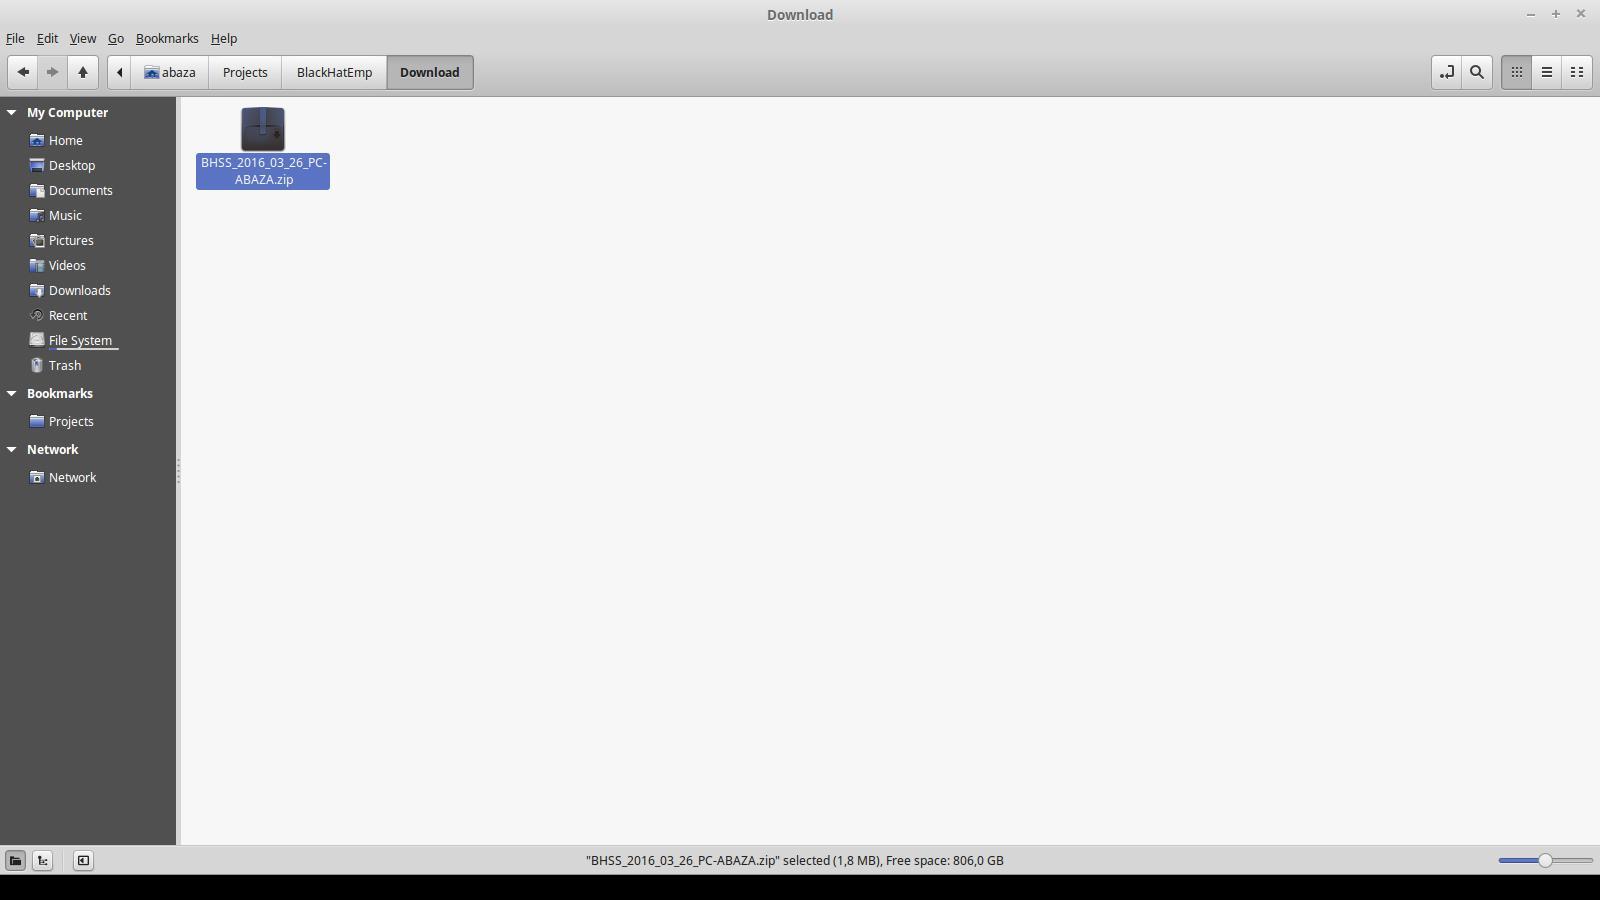 Download
File Edit View Go Bookmarks Help
abaza Projects BlackHatEmp Download
My Computer
Home
Desktop
Documents
Music
Pictures
Videos
Downloads
Recent
File System
Trash
Bookmarks
Projects
Network
Network
BHSS_2016_03_26_PC-
ABAZA.zip
"BHSS_2016_03_26_PC-ABAZA.zip" selected (1,8 MB), Free space: 806,0 GB